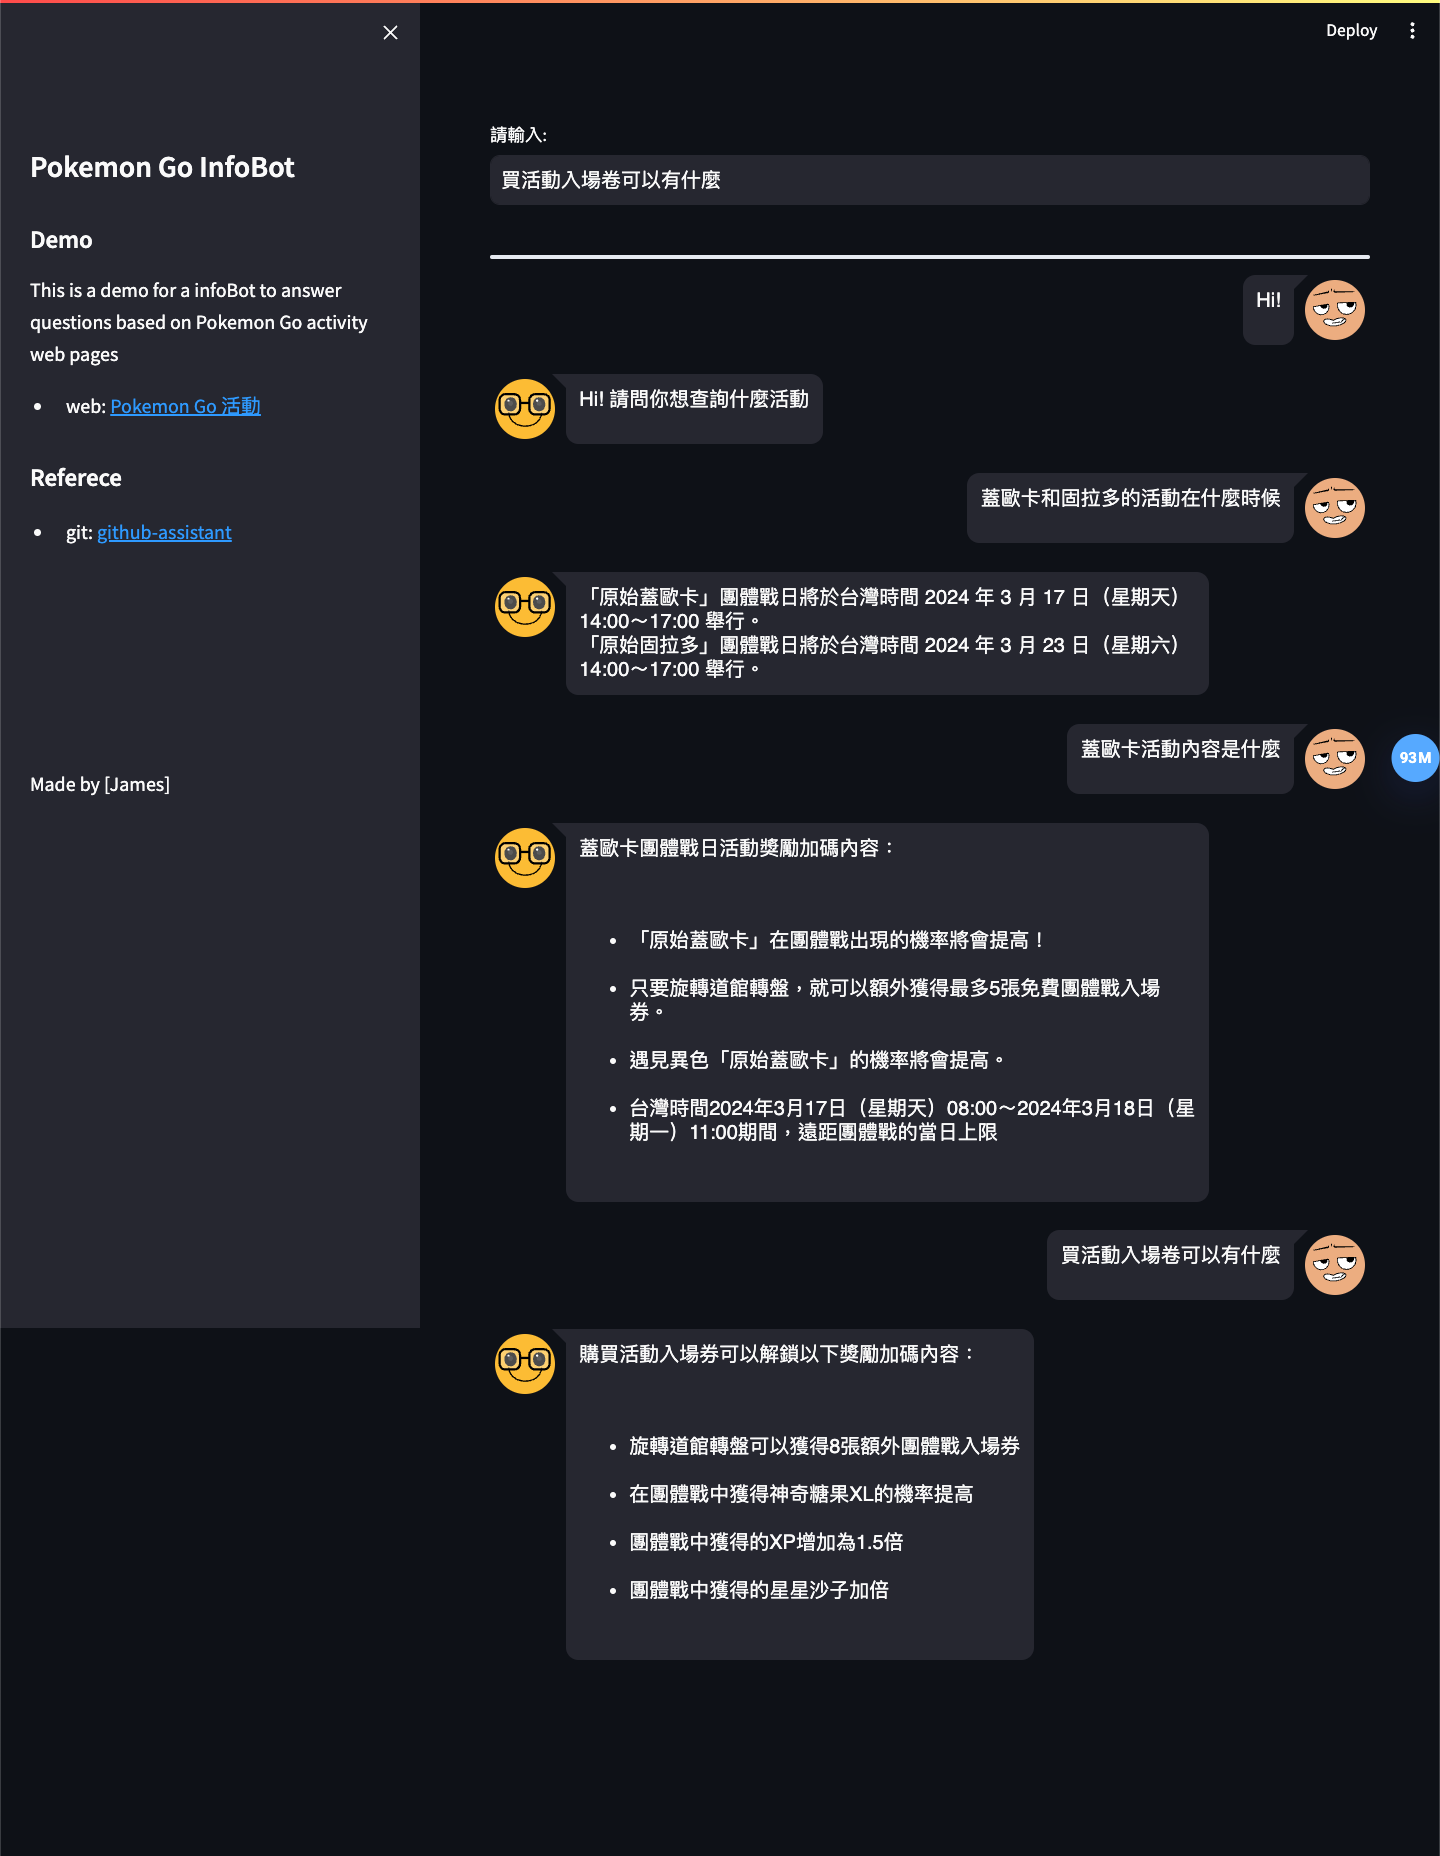 Deploy
Pokemon Go InfoBot
Demo
This is a demo for a infoBot to answer
questions based on Pokemon Go activity
web pages
web: Pokemon Go 活動
Referece
git: github-assistant
Made by [James]
請輸入:
買活動入場卷可以有什麼
Hi!
Hi! 請問你想查詢什麼活動
蓋歐卡和固拉多的活動在什麼時候
「原始蓋歐卡」團體戰日將於台灣時間 2024 年 3 月 17 日（星期天）
14:00～17:00 舉行。
「原始固拉多」團體戰日將於台灣時間 2024 年 3 月 23 日（星期六）
14:00～17:00 舉行。
蓋歐卡活動內容是什麼
93M
蓋歐卡團體戰日活動獎勵加碼內容：
「原始蓋歐卡」在團體戰出現的機率將會提高！
只要旋轉道館轉盤，就可以額外獲得最多5張免費團體戰入場
券。
遇見異色「原始蓋歐卡」的機率將會提高。
台灣時間2024年3月17日（星期天）08:00～2024年3月18日（星
期一）11:00期間，遠距團體戰的當日上限
買活動入場卷可以有什麼
購買活動入場券可以解鎖以下獎勵加碼內容：
旋轉道館轉盤可以獲得8張額外團體戰入場券
在團體戰中獲得神奇糖果XL的機率提高
團體戰中獲得的XP增加為1.5倍
團體戰中獲得的星星沙子加倍